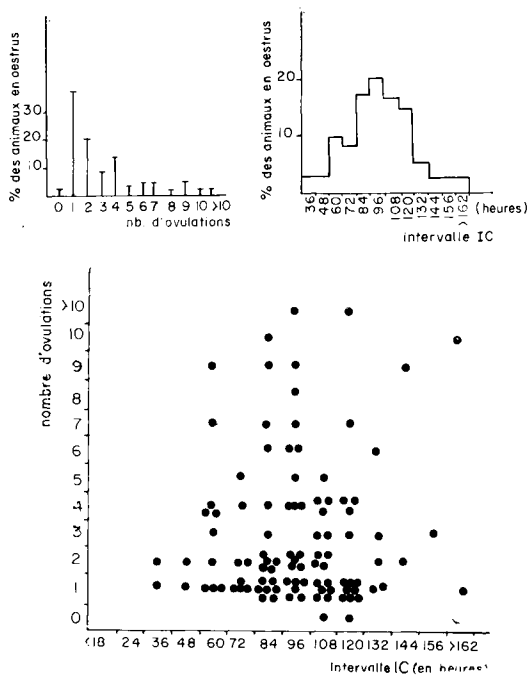 % des animaux en oestrus
30
20
10
0 1 2 3 4 5 6 7 8 9 10 >10
nb. d'ovulations
% des animaux en oestrus
20
10
36 48 60 72 84 96 108 120 132 144 156 >162 (heures)
intervalle IC
nombre d'ovulations
>10
10
9
8
7
6
5
4
3
2
1
0
<18 24 36 48 60 72 84 96 108 120 132 144 156 >162
Intervalle IC (en heures)